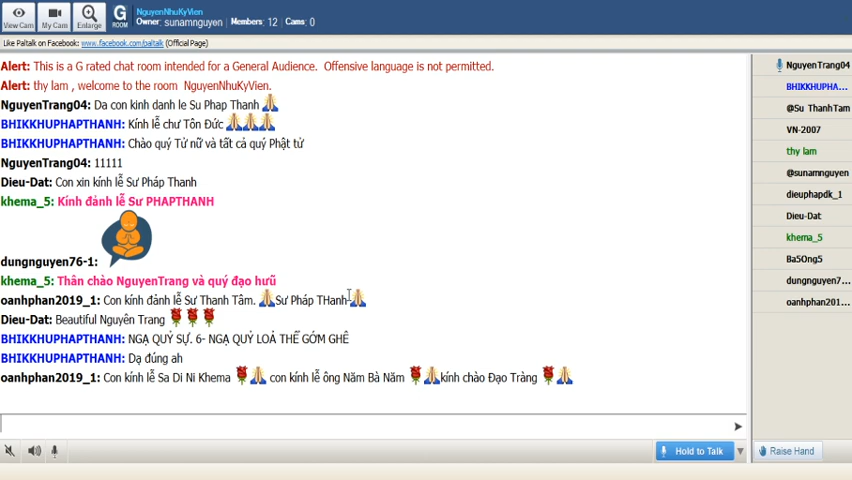 View Cam
My Cam
Enlarge
G
ROOM
NguyenNhuKyVien
Owner: sunamnguyen Members: 12 Cams: 0
Like Paltalk on Facebook: www.facebook.com/paltalk (Official Page)
Alert: This is a G rated chat room intended for a General Audience. Offensive language is not permitted.
Alert: thy lam , welcome to the room NguyenNhuKyVien.
NguyenTrang04: Da con kinh danh le Su Phap Thanh
BHIKKHUPHAPTHANH: Kính lễ chư Tôn Đức
BHIKKHUPHAPTHANH: Chào quý Tử nữ và tất cả quý Phật tử
NguyenTrang04: 11111
Dieu-Dat: Con xin kính lễ Sư Pháp Thanh
khema_5: Kính đảnh lễ Sư PHAPTHANH
dungnguyen76-1:
khema_5: Thân chào NguyenTrang và quý đạo hưũ
oanhphan2019_1: Con kính đảnh lễ Sư Thanh Tâm. Sư Pháp THanh
Dieu-Dat: Beautiful Nguyên Trang
BHIKKHUPHAPTHANH: NGẠ QUỶ SỰ. 6- NGẠ QUỶ LOẢ THỂ GỚM GHÊ
BHIKKHUPHAPTHANH: Dạ đúng ah
oanhphan2019_1: Con kính lễ Sa Di Ni Khema con kính lễ ông Năm Bà Năm kính chào Đạo Tràng
NguyenTrang04
BHIKKHUPHA...
@Su ThanhTam
VN-2007
thy lam
@sunamnguyen
dieuphapdk_1
Dieu-Dat
khema_5
Ba5Ong5
dungnguyen7...
oanhphan201...
Hold to Talk
Raise Hand